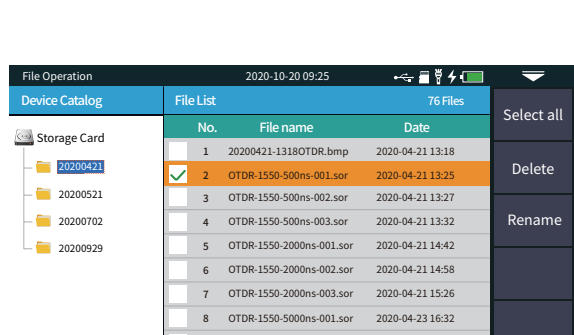 File Operation 2020-10-20 09:25
Device Catalog File List 76 Files
Select all
No. File name Date
Storage Card
1 20200421-1318OTDR.bmp 2020-04-21 13:18
20200421 2 OTDR-1550-500ns-001.sor 2020-04-21 13:25 Delete
20200521 3 OTDR-1550-500ns-002.sor 2020-04-21 13:27
20200702 4 OTDR-1550-500ns-003.sor 2020-04-21 13:32 Rename
20200929 5 OTDR-1550-2000ns-001.sor 2020-04-21 14:42
6 OTDR-1550-2000ns-002.sor 2020-04-21 14:58
7 OTDR-1550-2000ns-003.sor 2020-04-21 15:26
8 OTDR-1550-5000ns-001.sor 2020-04-23 16:32